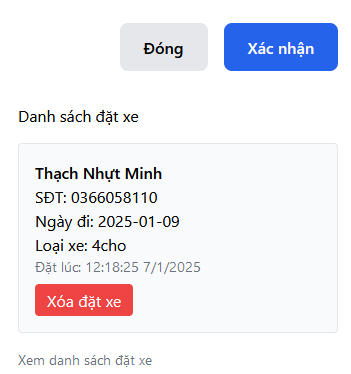 Đóng
Xác nhận
Danh sách đặt xe
Thạch Nhựt Minh
SĐT: 0366058110
Ngày đi: 2025-01-09
Loại xe: 4cho
Đặt lúc: 12:18:25 7/1/2025
Xóa đặt xe
Xem danh sách đặt xe